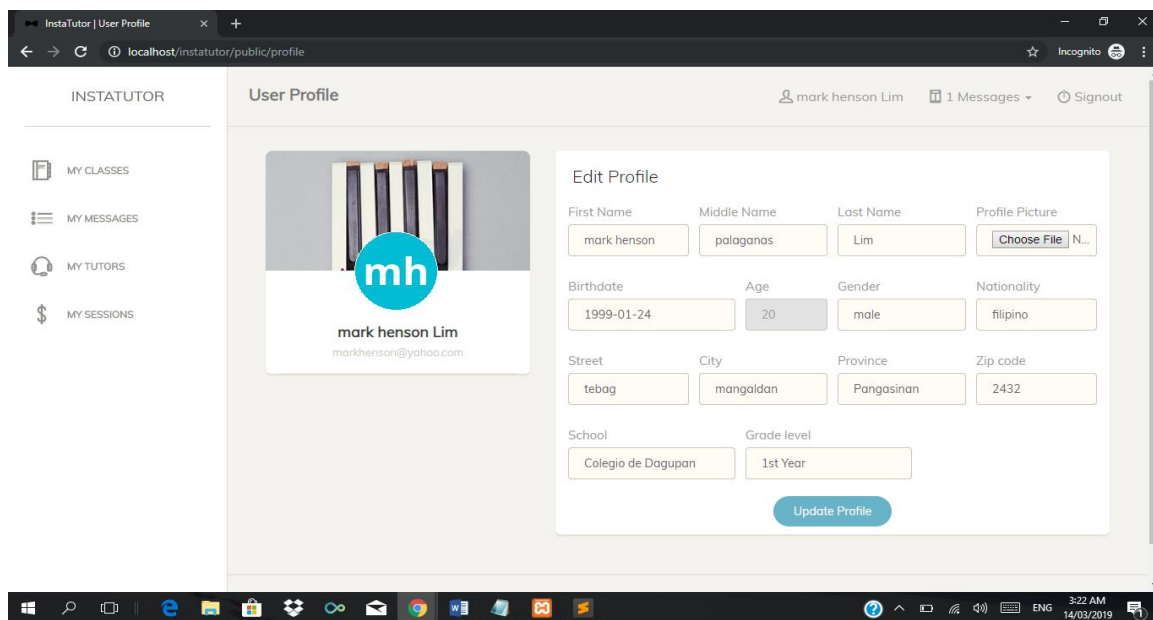 InstaTutor | User Profile
localhost/instatutor/public/profile
Incognito
INSTATUTOR
User Profile
mark henson Lim
1 Messages
Signout
MY CLASSES
MY MESSAGES
MY TUTORS
MY SESSIONS
mh
mark henson Lim
markhenson@yahoo.com
Edit Profile
First Name Middle Name Last Name Profile Picture
mark henson palaganas Lim Choose File N...
Birthdate Age Gender Nationality
1999-01-24 20 male filipino
Street City Province Zip code
tebag mangaldan Pangasinan 2432
School Grade level
Colegio de Dagupan 1st Year
Update Profile
ENG
3:22 AM
14/03/2019